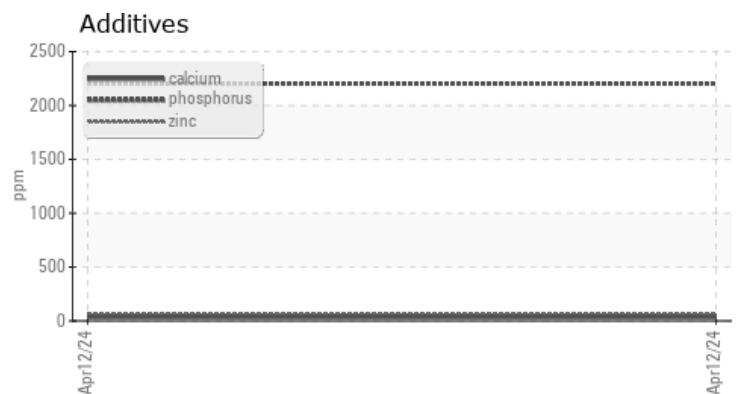 Additives
2500
2000
1500
1000
500
0
ppm
calcium
phosphorus
zinc
Apr12/24
Apr12/24